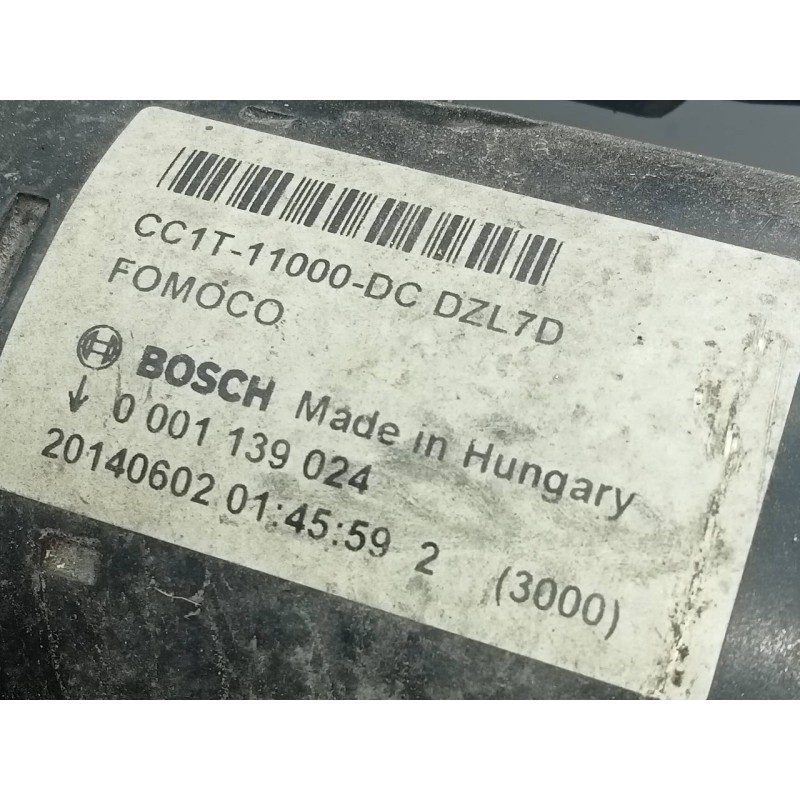 CC1T-11000-DC DZL7D
FOMOCO
BOSCH Made in Hungary
↓ 0 001 139 024
20140602 01:45:59 2 (3000)